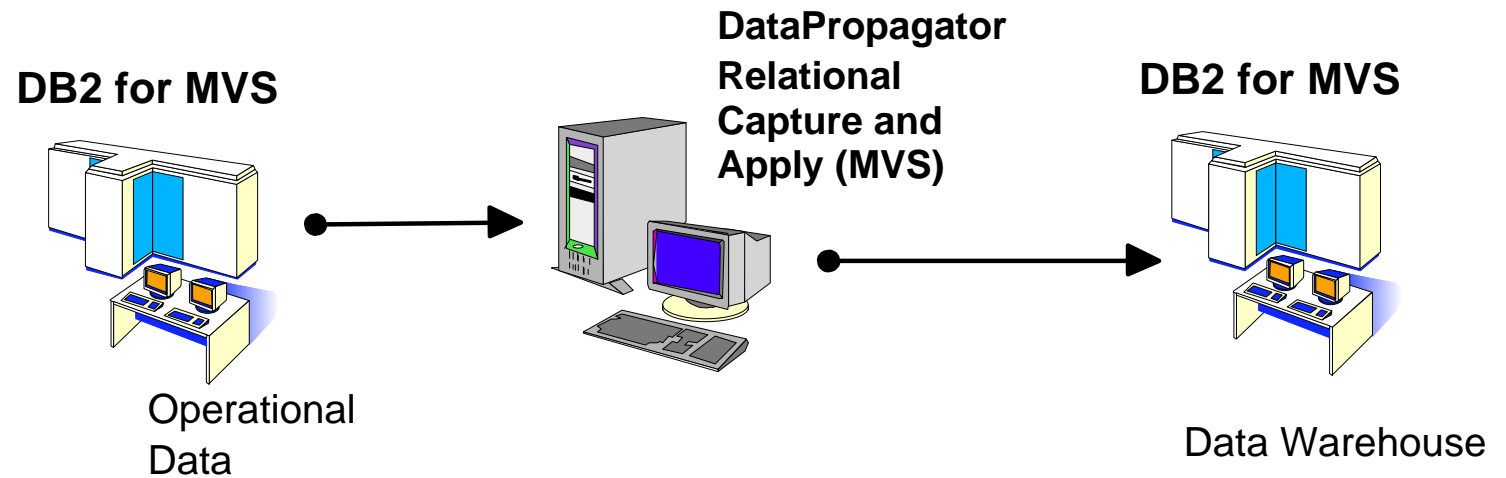 DB2 for MVS
Operational
Data
DataPropagator
Relational
Capture and
Apply (MVS)
DB2 for MVS
Data Warehouse